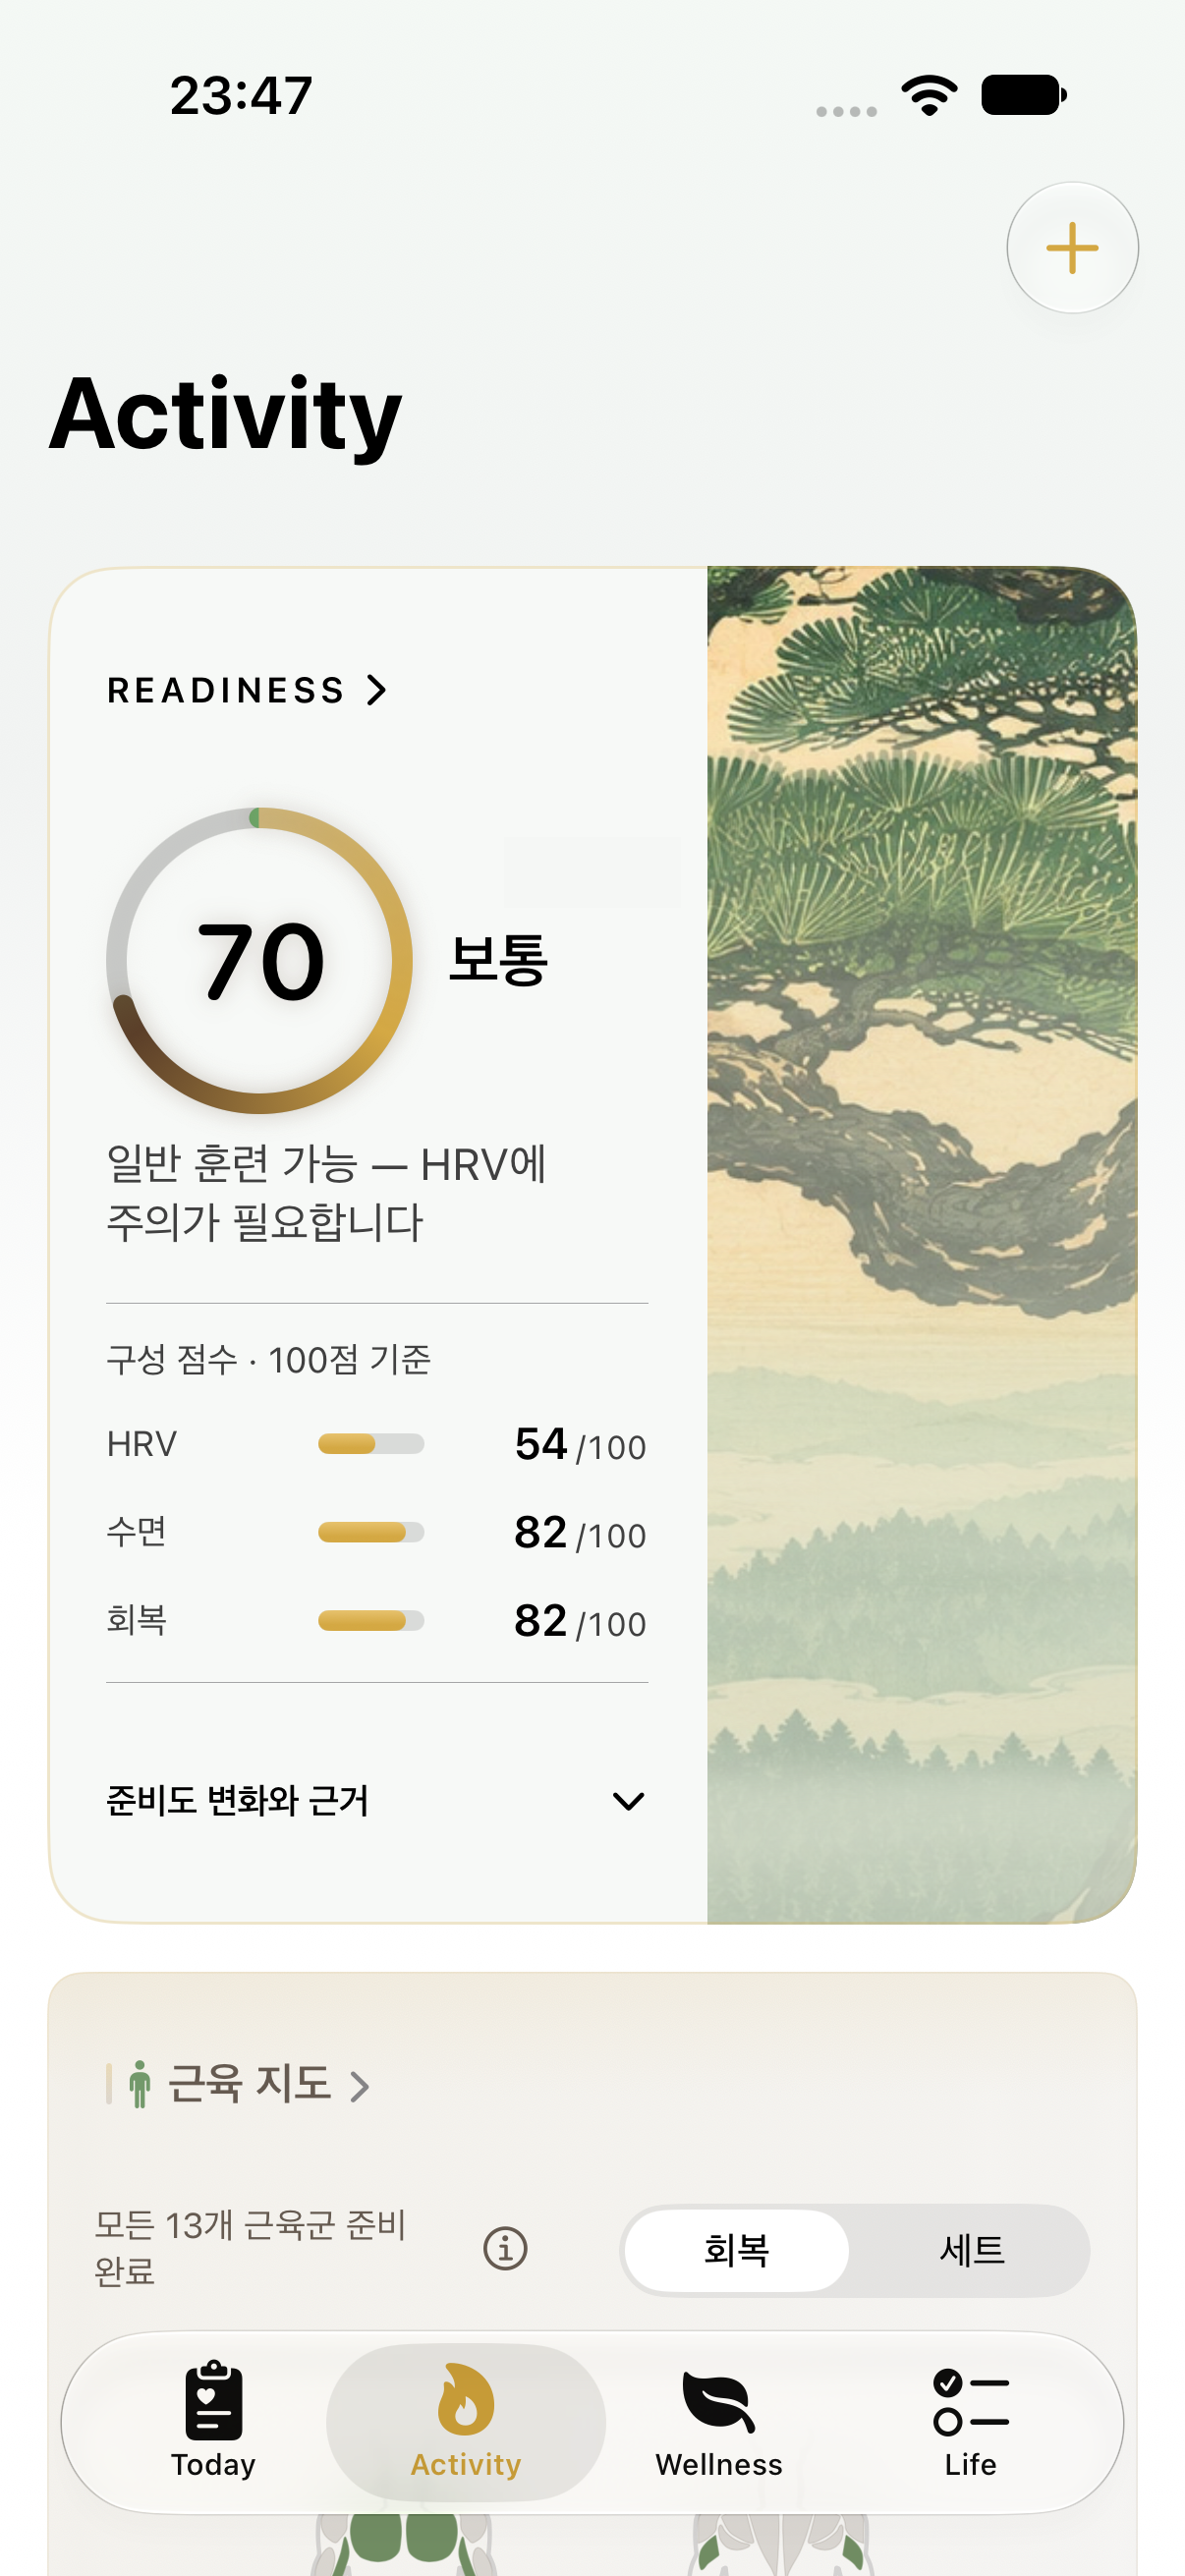 23:47
Activity
READINESS
70
보통
일반 훈련 가능 — HRV에
주의가 필요합니다
구성 점수 · 100점 기준
HRV 54 /100
수면 82 /100
회복 82 /100
준비도 변화와 근거
근육 지도
모든 13개 근육군 준비
완료
회복 세트
Today Activity Wellness Life